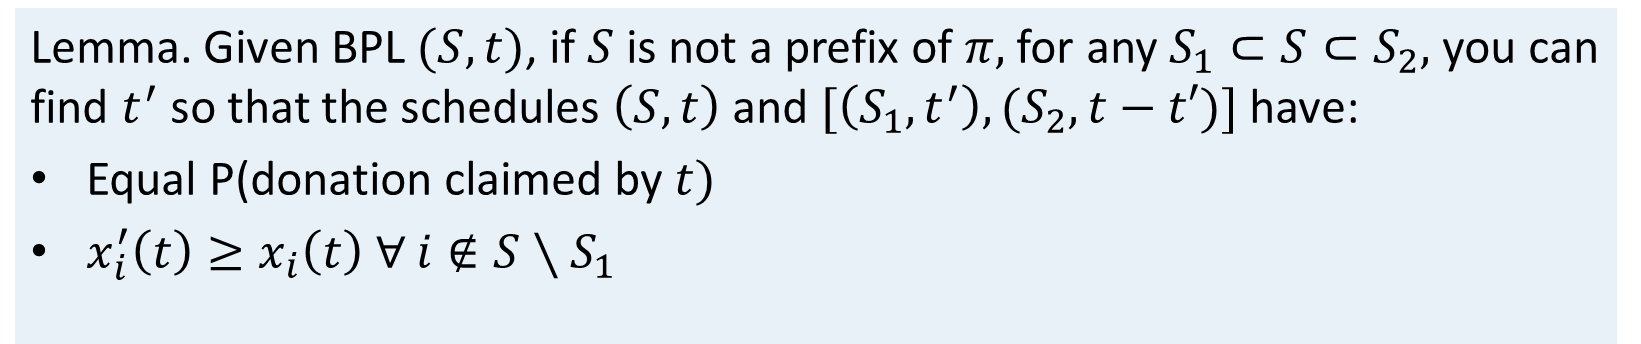 Lemma. Given BPL (𝑆, 𝑡), if 𝑆 is not a prefix of 𝜋, for any 𝑆₁ ⊂ 𝑆 ⊂ 𝑆₂, you can
find 𝑡′ so that the schedules (𝑆, 𝑡) and [(𝑆₁, 𝑡′), (𝑆₂, 𝑡 − 𝑡′)] have:
• Equal P(donation claimed by 𝑡)
• 𝑥ᵢ′(𝑡) ≥ 𝑥ᵢ(𝑡) ∀ 𝑖 ∉ 𝑆 ∖ 𝑆₁